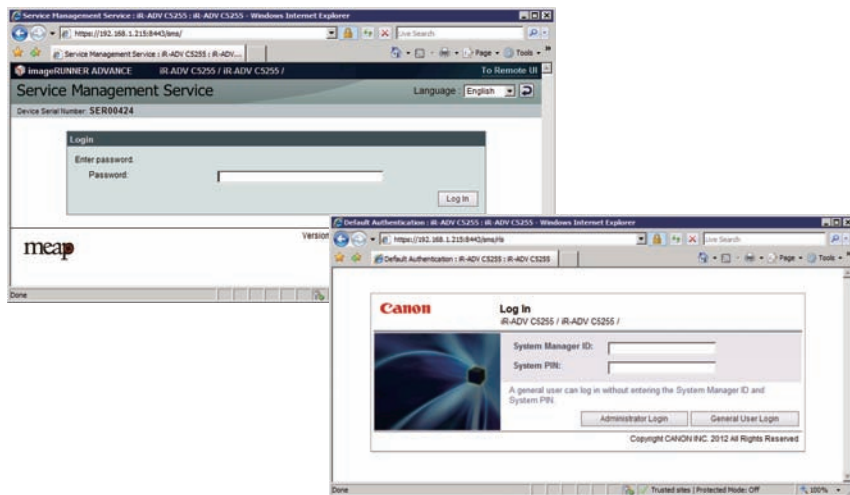 Service Management Service : iR-ADV C5255 : iR-ADV C5255 - Windows Internet Explorer
https://192.168.1.215:8443/sms/
Live Search
Service Management Service : iR-ADV C5255 : iR-ADV...
Page
Tools
imageRUNNER ADVANCE iR-ADV C5255 / iR-ADV C5255 /
To Remote UI
Service Management Service
Language : English
Device Serial Number: SER00424
Login
Enter password.
Password:
Log In
meap
Version
Done
Default Authentication : iR-ADV C5255 : iR-ADV C5255 - Windows Internet Explorer
https://192.168.1.215:8443/sms/rls
Live Search
Default Authentication : iR-ADV C5255 : iR-ADV C5255
Page
Tools
Canon
Log In
iR-ADV C5255 / iR-ADV C5255 /
System Manager ID:
System PIN:
A general user can log in without entering the System Manager ID and
System PIN.
Administrator Login
General User Login
Copyright CANON INC. 2012 All Rights Reserved
Done
Trusted sites | Protected Mode: Off
100%